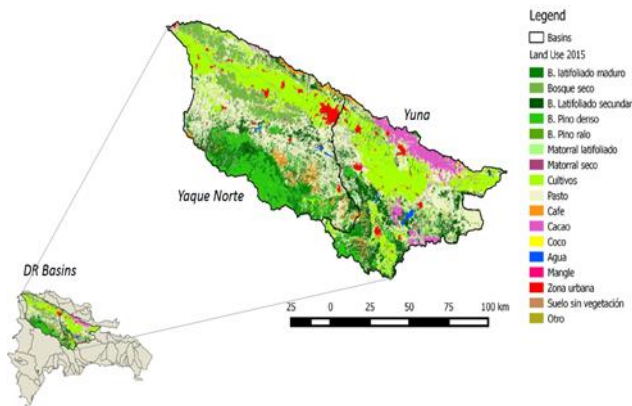 Legend
Basins
Land Use 2015
B. latifoliado maduro
Bosque seco
B. Latifoliado secundar
B. Pino denso
B. Pino ralo
Matorral latifoliado
Matorral seco
Cultivos
Pasto
Cafe
Cacao
Coco
Agua
Mangle
Zona urbana
Suelo sin vegetación
Otro
Yuna
Yaque Norte
DR Basins
25 0 25 50 75 100 km